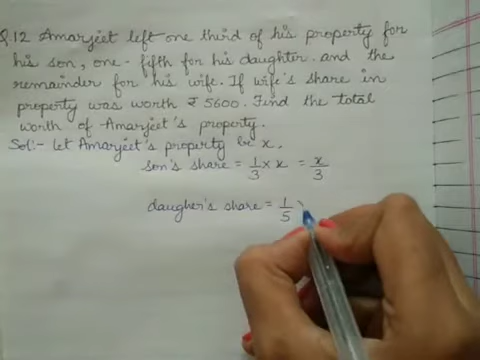 Q.12 Amarjeet left one third of his property for
his son, one-fifth for his daughter. and the
remainder for his wife. If wife's share in
property was worth ₹ 5600. Find the total
worth of Amarjeet's property.
Sol:- let Amarjeet's property be x.
son's share = 1/3 × x = x/3
daugher's share = 1/5